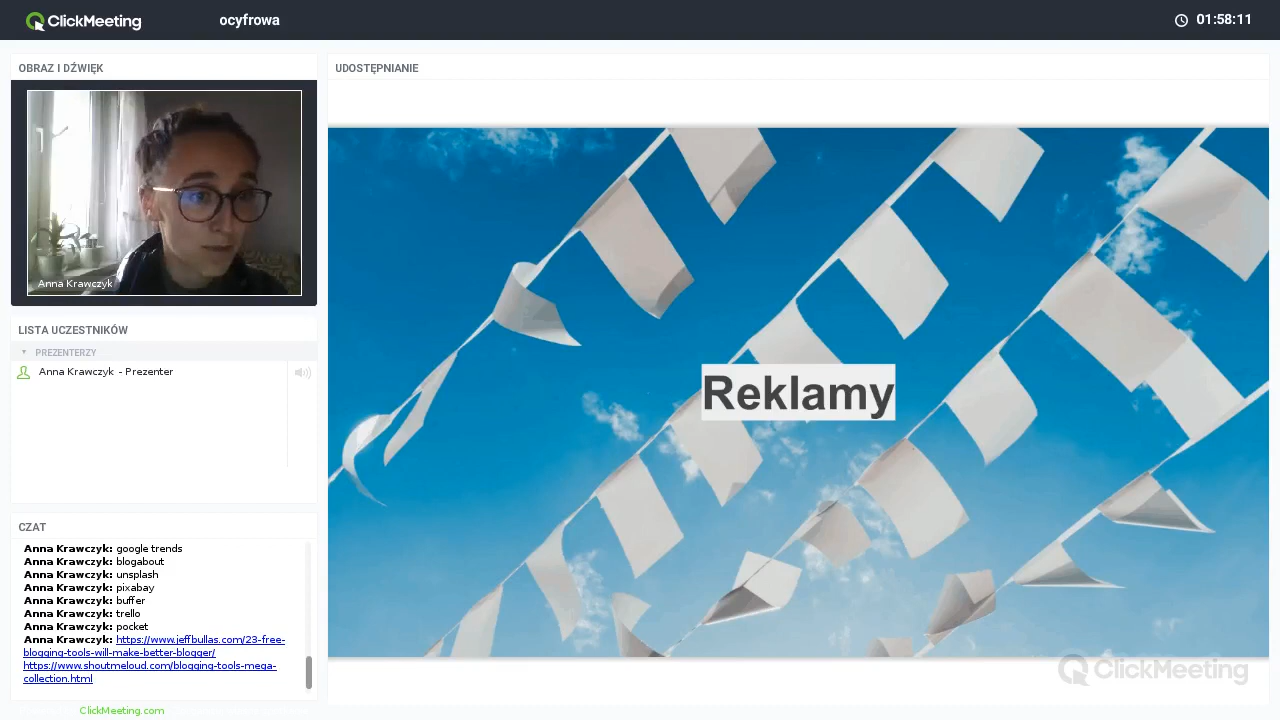 ClickMeeting
ocyfrowa
01:58:11
OBRAZ I DŹWIĘK
Anna Krawczyk
LISTA UCZESTNIKÓW
PREZENTERZY
Anna Krawczyk - Prezenter
CZAT
Anna Krawczyk: google trends
Anna Krawczyk: blogabout
Anna Krawczyk: unsplash
Anna Krawczyk: pixabay
Anna Krawczyk: buffer
Anna Krawczyk: trello
Anna Krawczyk: pocket
Anna Krawczyk: https://www.jeffbullas.com/23-free-
blogging-tools-will-make-better-blogger/
https://www.shoutmeloud.com/blogging-tools-mega-
collection.html
ClickMeeting.com
UDOSTĘPNIANIE
Reklamy
ClickMeeting